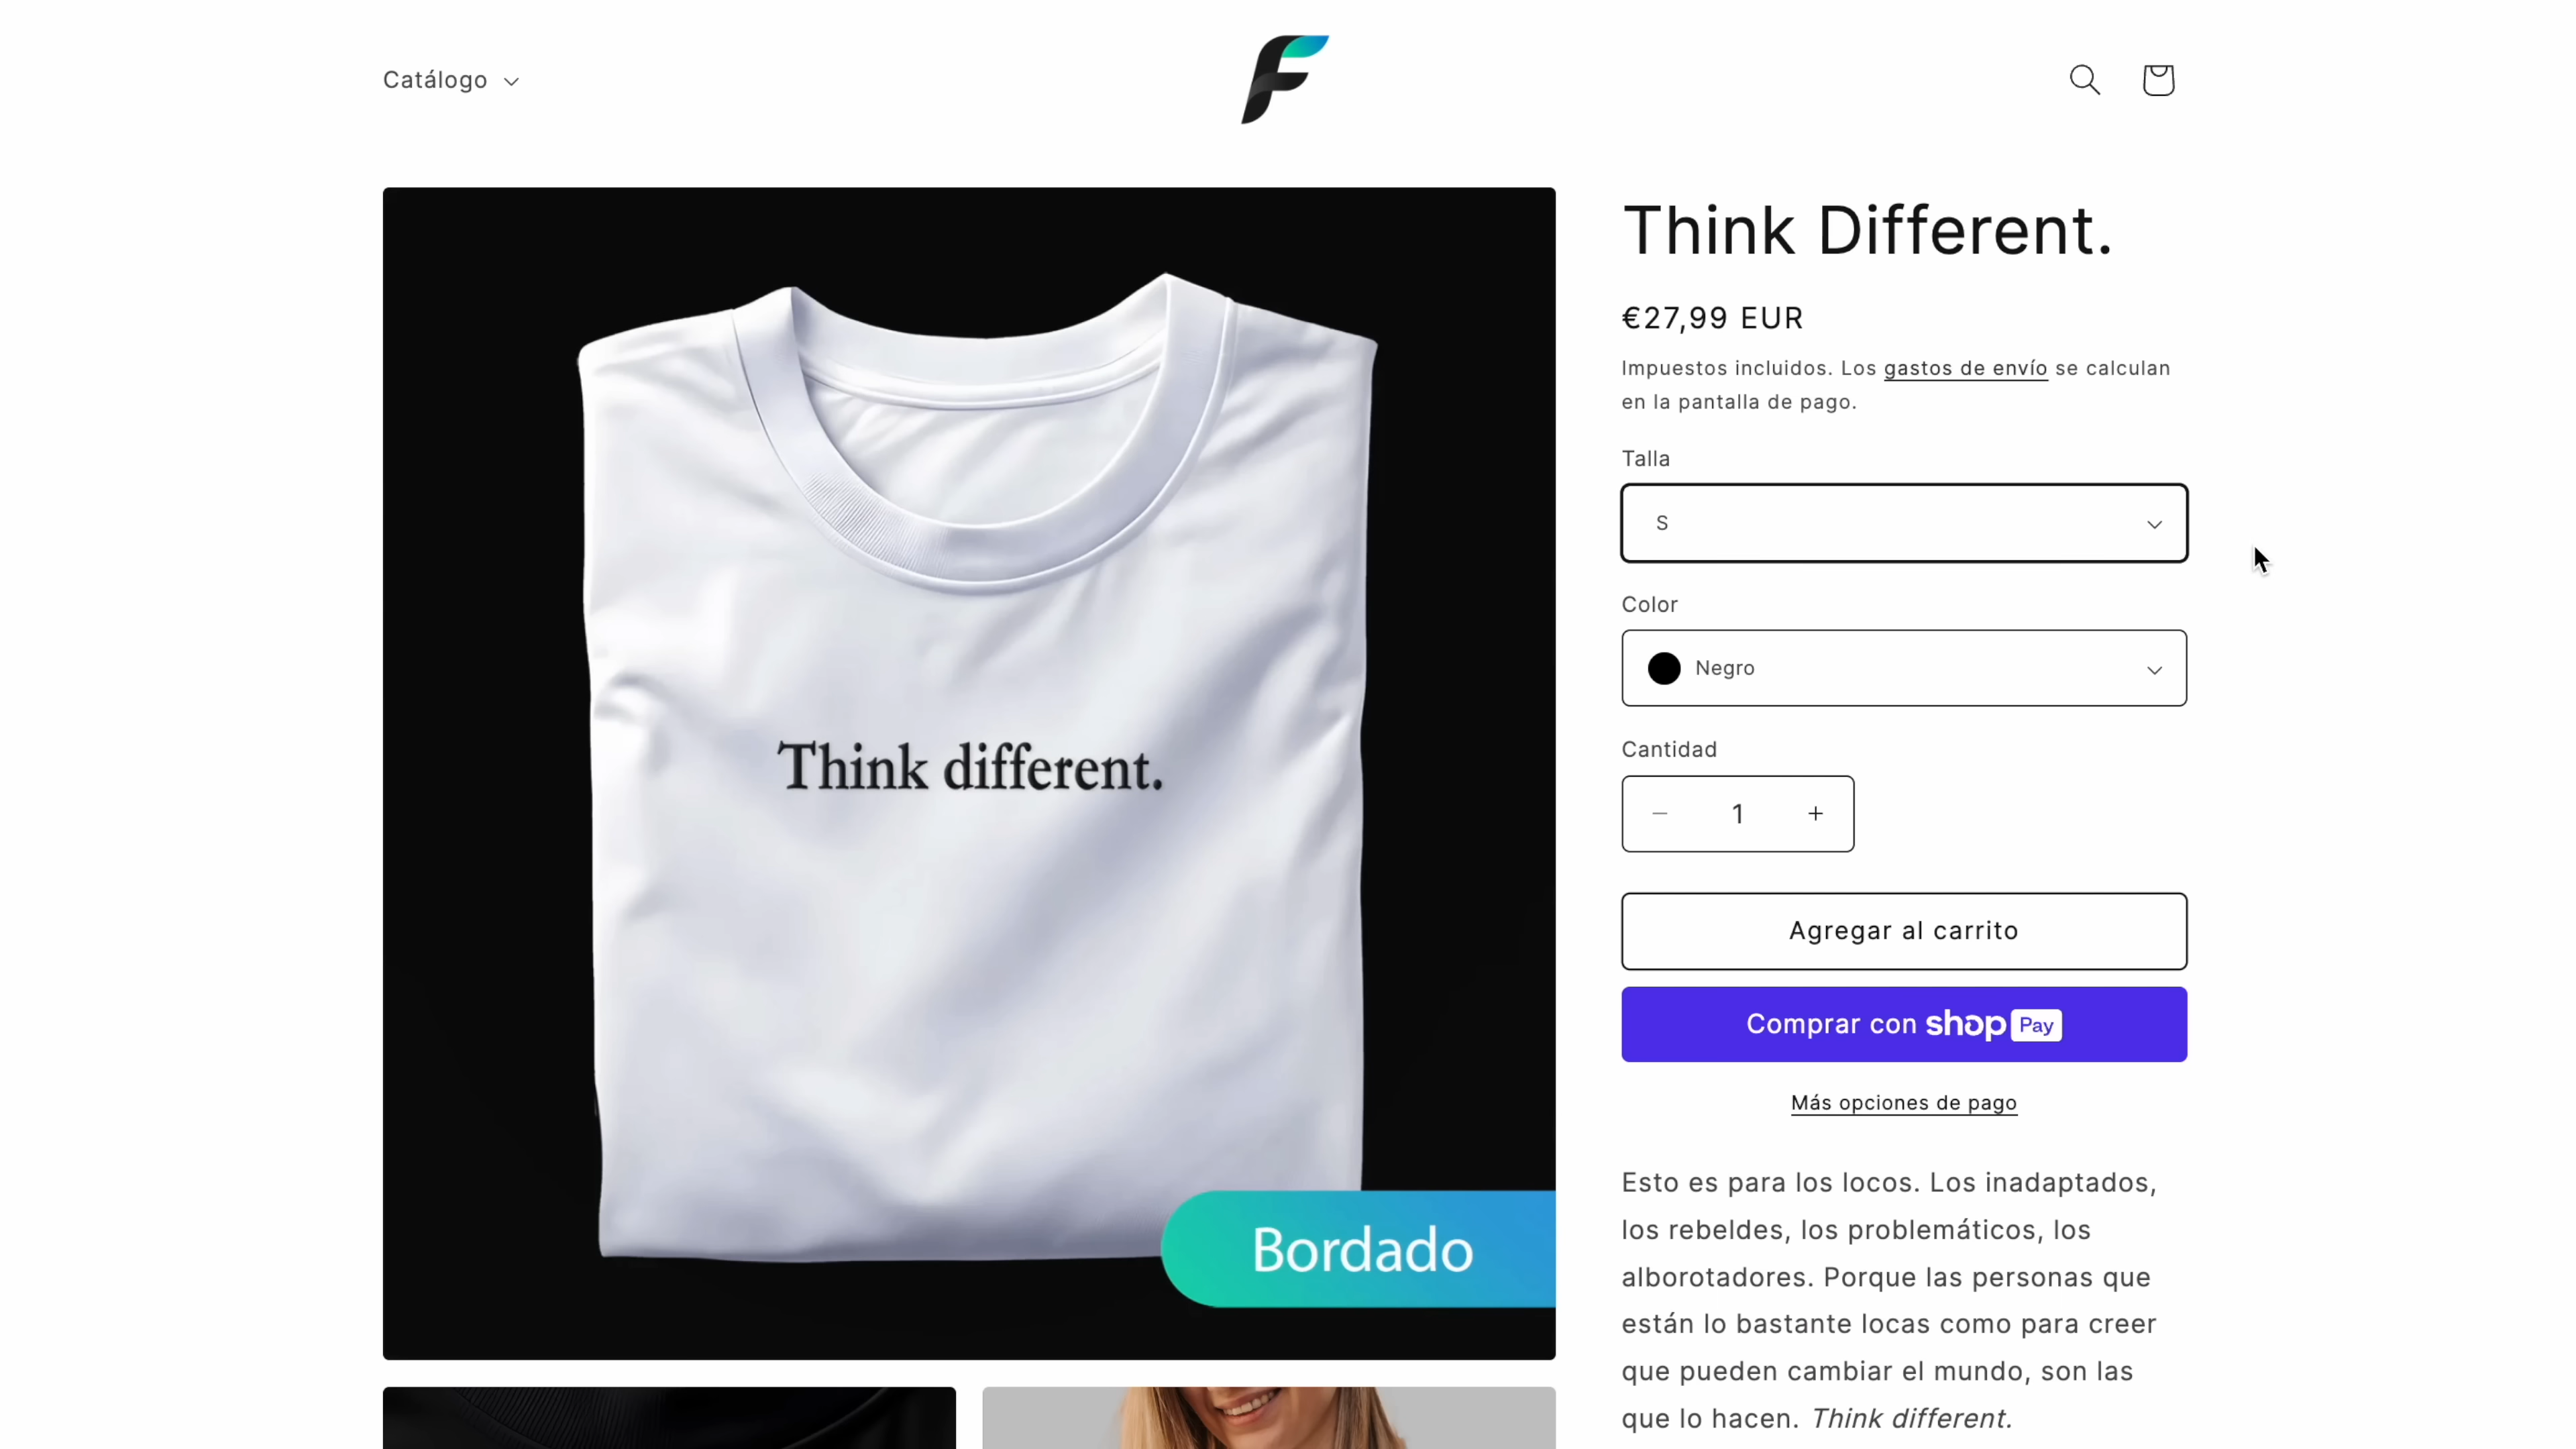 Catálogo
Think different.
Bordado
Think Different.
€27,99 EUR
Impuestos incluidos. Los gastos de envío se calculan
en la pantalla de pago.
Talla
S
Color
Negro
Cantidad
− 1 +
Agregar al carrito
Comprar con shop Pay
Más opciones de pago
Esto es para los locos. Los inadaptados,
los rebeldes, los problemáticos, los
alborotadores. Porque las personas que
están lo bastante locas como para creer
que pueden cambiar el mundo, son las
que lo hacen. Think different.